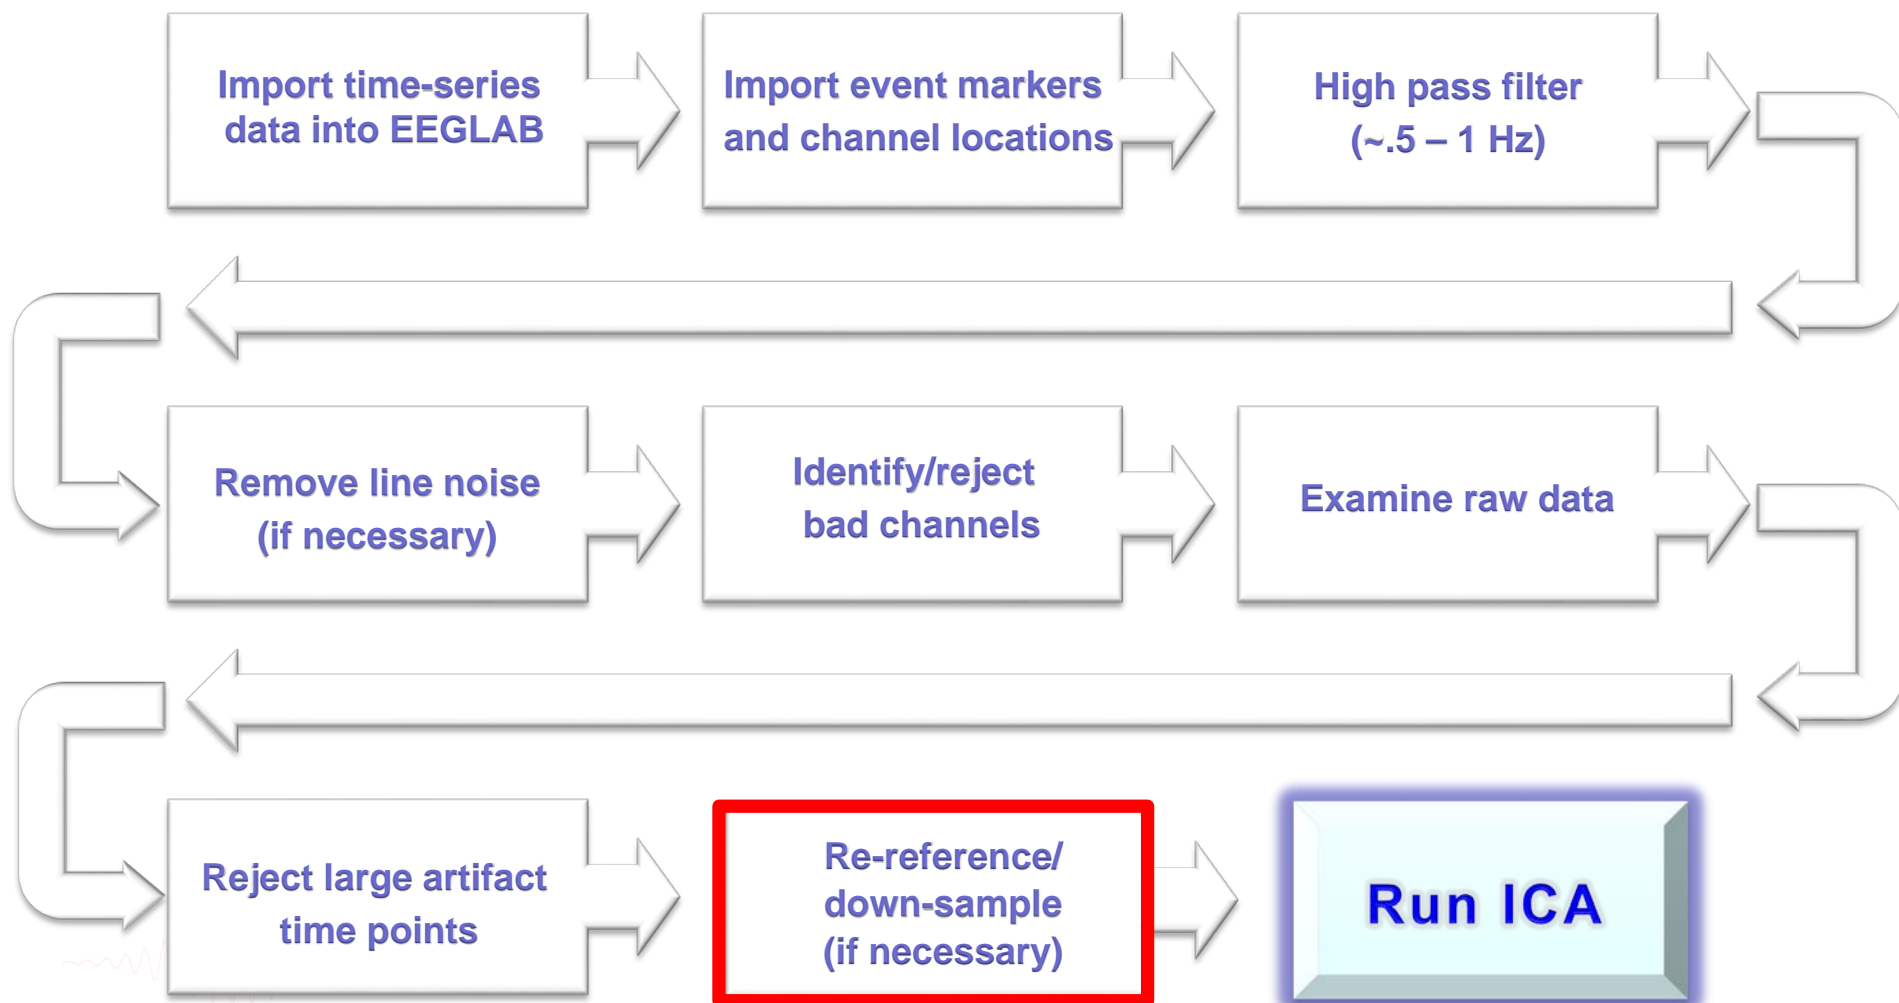 Import time-series
data into EEGLAB
Import event markers
and channel locations
High pass filter
(~.5 – 1 Hz)
Remove line noise
(if necessary)
Identify/reject
bad channels
Examine raw data
Reject large artifact
time points
Re-reference/
down-sample
(if necessary)
Run ICA